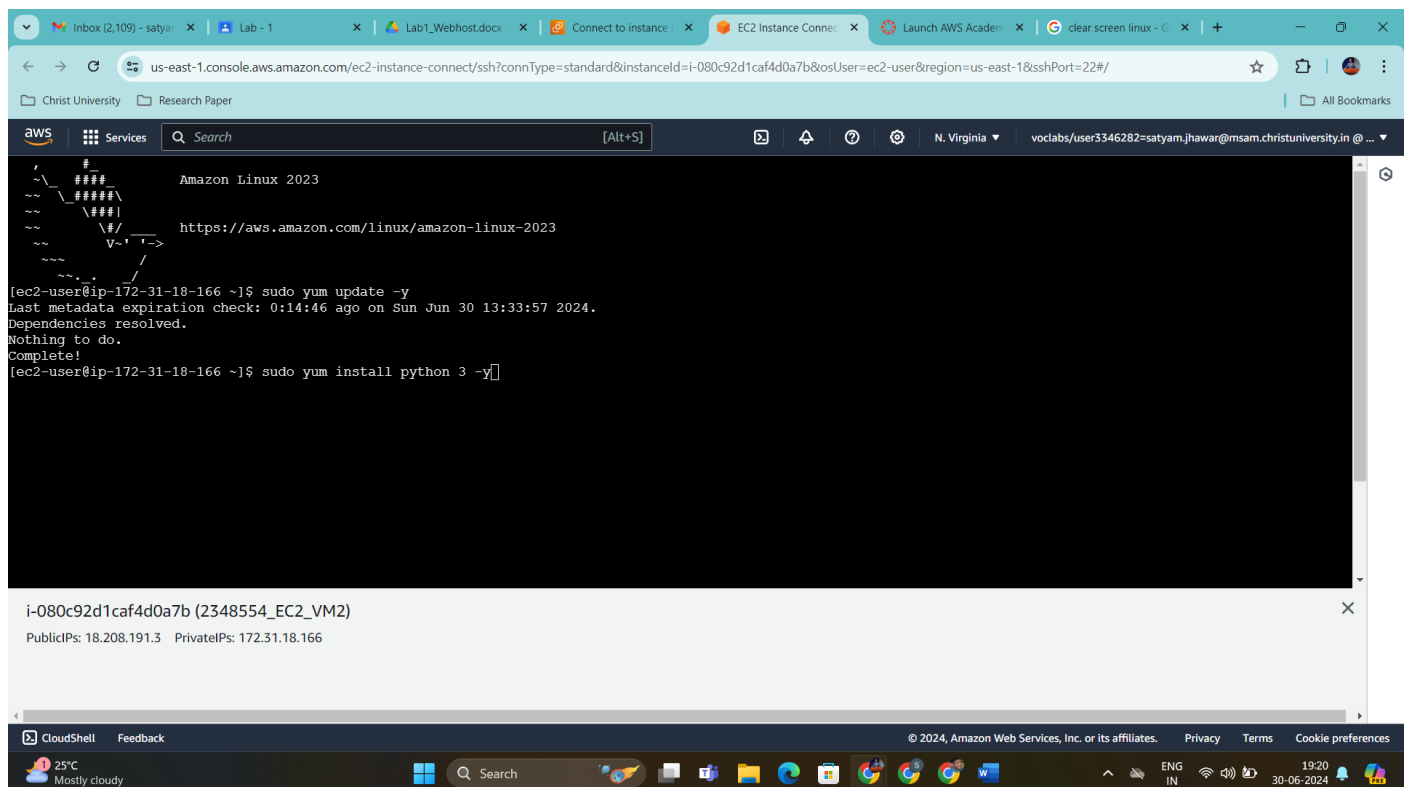 Inbox (2,109) - satyar
Lab - 1
Lab1_Webhost.docx -
Connect to instance |
EC2 Instance Connec
Launch AWS Academ
clear screen linux - G
us-east-1.console.aws.amazon.com/ec2-instance-connect/ssh?connType=standard&instanceId=i-080c92d1caf4d0a7b&osUser=ec2-user&region=us-east-1&sshPort=22#/
Christ University
Research Paper
All Bookmarks
aws
Services
Search
[Alt+S]
N. Virginia
voclabs/user3346282=satyam.jhawar@msam.christuniversity.in @ ...
   ,     #_
   ~\_  ####_        Amazon Linux 2023
  ~~  \_#####\
  ~~     \###|
  ~~       \#/ ___   https://aws.amazon.com/linux/amazon-linux-2023
   ~~       V~' '->
    ~~~         /
      ~~._.   _/
[ec2-user@ip-172-31-18-166 ~]$ sudo yum update -y
Last metadata expiration check: 0:14:46 ago on Sun Jun 30 13:33:57 2024.
Dependencies resolved.
Nothing to do.
Complete!
[ec2-user@ip-172-31-18-166 ~]$ sudo yum install python 3 -y
i-080c92d1caf4d0a7b (2348554_EC2_VM2)
PublicIPs: 18.208.191.3 PrivateIPs: 172.31.18.166
CloudShell
Feedback
© 2024, Amazon Web Services, Inc. or its affiliates.
Privacy
Terms
Cookie preferences
1
25°C
Mostly cloudy
Search
ENG
IN
19:20
30-06-2024
PRE